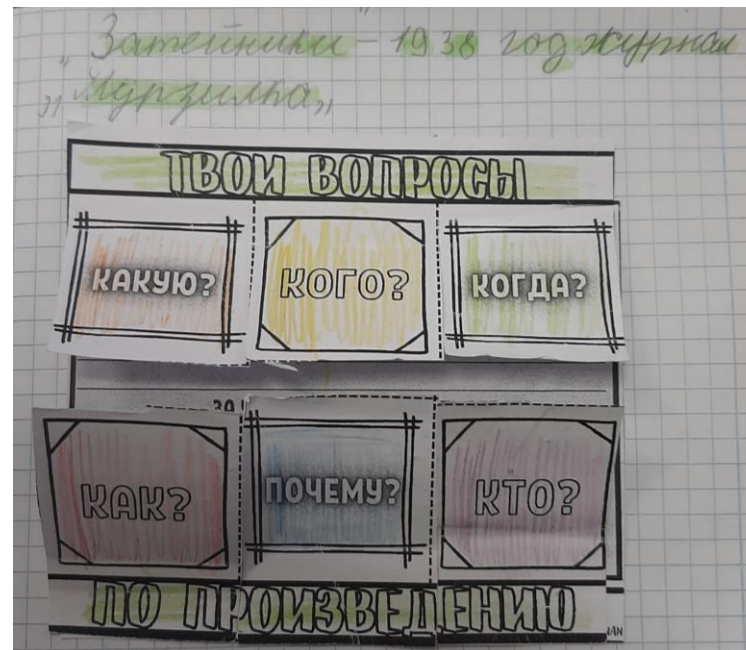 „Затейники" - 1938 год журнал
„Мурзилка„
ТВОИ ВОПРОСЫ
КАКУЮ? КОГО? КОГДА?
КАК? ПОЧЕМУ? КТО?
ПО ПРОИЗВЕДЕНИЮ